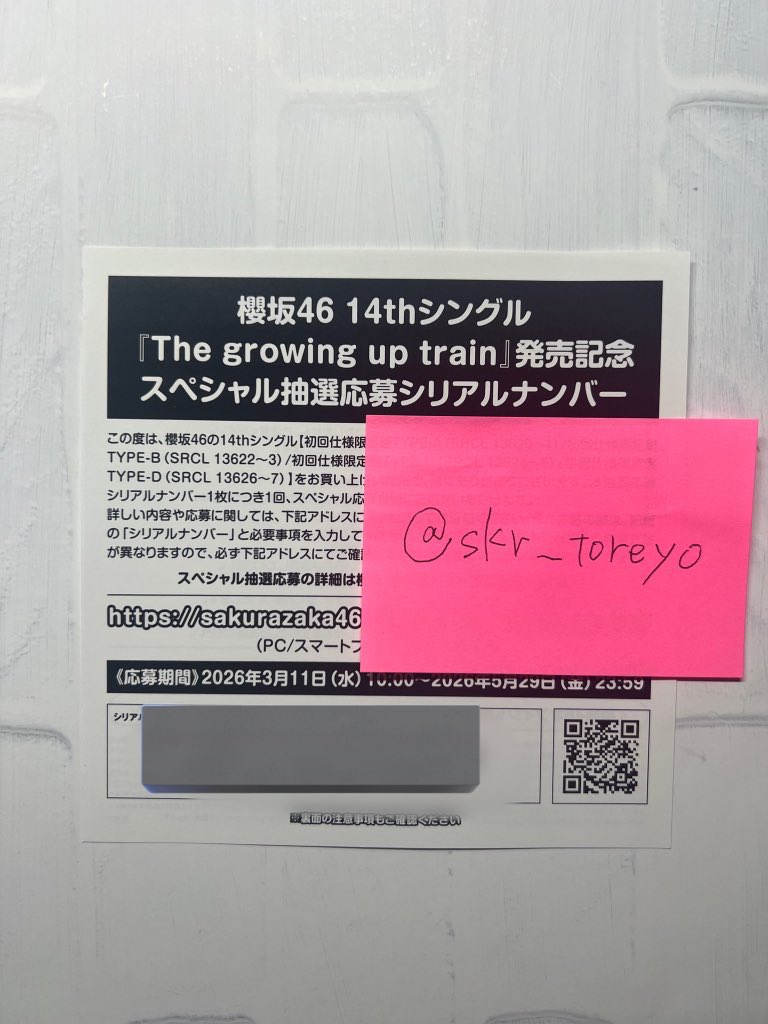 櫻坂46 14thシングル
『The growing up train』発売記念
スペシャル抽選応募シリアルナンバー
この度は、櫻坂46の14thシングル【初回仕様限
TYPE-B（SRCL 13622〜3）/初回仕様限定
TYPE-D（SRCL 13626〜7）】をお買い上げ
シリアルナンバー1枚につき1回、スペシャル応
詳しい内容や応募に関しては、下記アドレスに
の「シリアルナンバー」と必要事項を入力して
が異なりますので、必ず下記アドレスにてご確認
スペシャル抽選応募の詳細は
https://sakurazaka46
（PC/スマートフ
@skr_toreyo
《応募期間》2026年3月11日（水）10:00〜2026年5月29日（金）23:59
シリアル
※裏面の注意事項もご確認ください